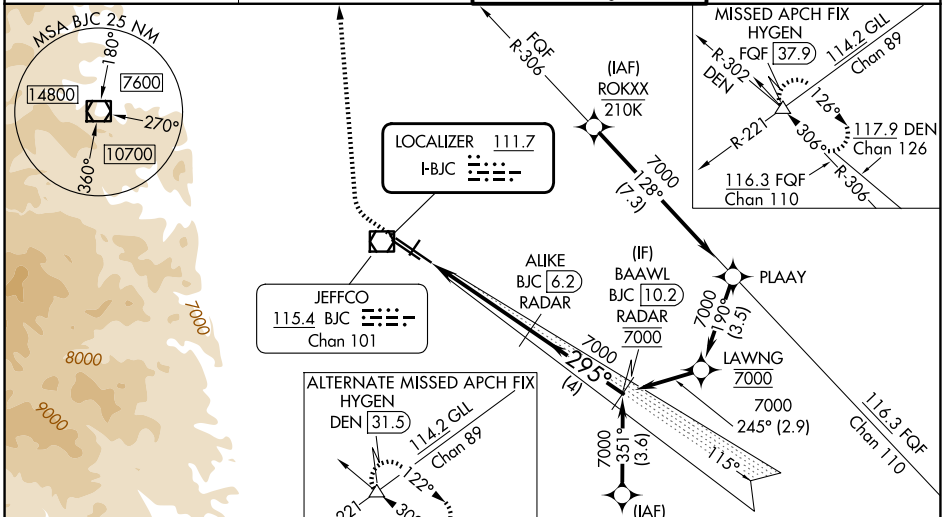 MSA BJC 25 NM
180°
14800
7600
270°
10700
360°
FQF
R-306
(IAF)
ROKXX
210K
LOCALIZER 111.7
I-BJC
7000
128°
(7.3)
MISSED APCH FIX
HYGEN
FQF 37.9
114.2 GLL
Chan 89
R-302
DEN
126°
R-221
306°
117.9 DEN
Chan 126
R-306
116.3 FQF
Chan 110
JEFFCO
115.4 BJC
Chan 101
ALIKE
BJC 6.2
RADAR
(IF)
BAAWL
BJC 10.2
RADAR
7000
PLAAY
7000
190°
(3.5)
LAWNG
7000
7000
245° (2.9)
7000
295°
(4)
7000
351°
(3.6)
115°
(IAF)
116.3 FQF
Chan 110
7000
8000
9000
ALTERNATE MISSED APCH FIX
HYGEN
DEN 31.5
114.2 GLL
Chan 89
122°